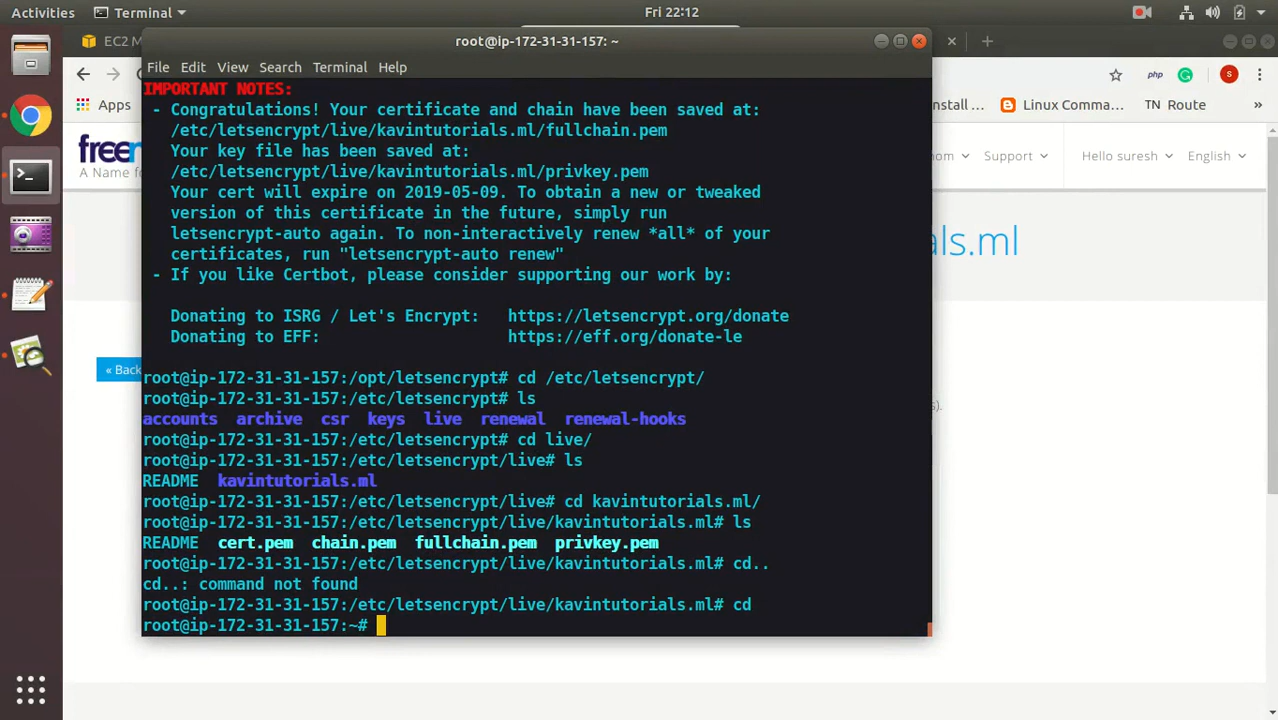 Activities Terminal Fri 22:12
EC2 M
root@ip-172-31-31-157: ~
File Edit View Search Terminal Help
php S
Apps nstall ... Linux Comma... TN Route »
freen
A Name fo
nom Support Hello suresh English
ials.ml
« Back
).
IMPORTANT NOTES:
- Congratulations! Your certificate and chain have been saved at:
/etc/letsencrypt/live/kavintutorials.ml/fullchain.pem
Your key file has been saved at:
/etc/letsencrypt/live/kavintutorials.ml/privkey.pem
Your cert will expire on 2019-05-09. To obtain a new or tweaked
version of this certificate in the future, simply run
letsencrypt-auto again. To non-interactively renew *all* of your
certificates, run "letsencrypt-auto renew"
- If you like Certbot, please consider supporting our work by:
Donating to ISRG / Let's Encrypt: https://letsencrypt.org/donate
Donating to EFF: https://eff.org/donate-le
root@ip-172-31-31-157:/opt/letsencrypt# cd /etc/letsencrypt/
root@ip-172-31-31-157:/etc/letsencrypt# ls
accounts archive csr keys live renewal renewal-hooks
root@ip-172-31-31-157:/etc/letsencrypt# cd live/
root@ip-172-31-31-157:/etc/letsencrypt/live# ls
README kavintutorials.ml
root@ip-172-31-31-157:/etc/letsencrypt/live# cd kavintutorials.ml/
root@ip-172-31-31-157:/etc/letsencrypt/live/kavintutorials.ml# ls
README cert.pem chain.pem fullchain.pem privkey.pem
root@ip-172-31-31-157:/etc/letsencrypt/live/kavintutorials.ml# cd..
cd..: command not found
root@ip-172-31-31-157:/etc/letsencrypt/live/kavintutorials.ml# cd
root@ip-172-31-31-157:~#